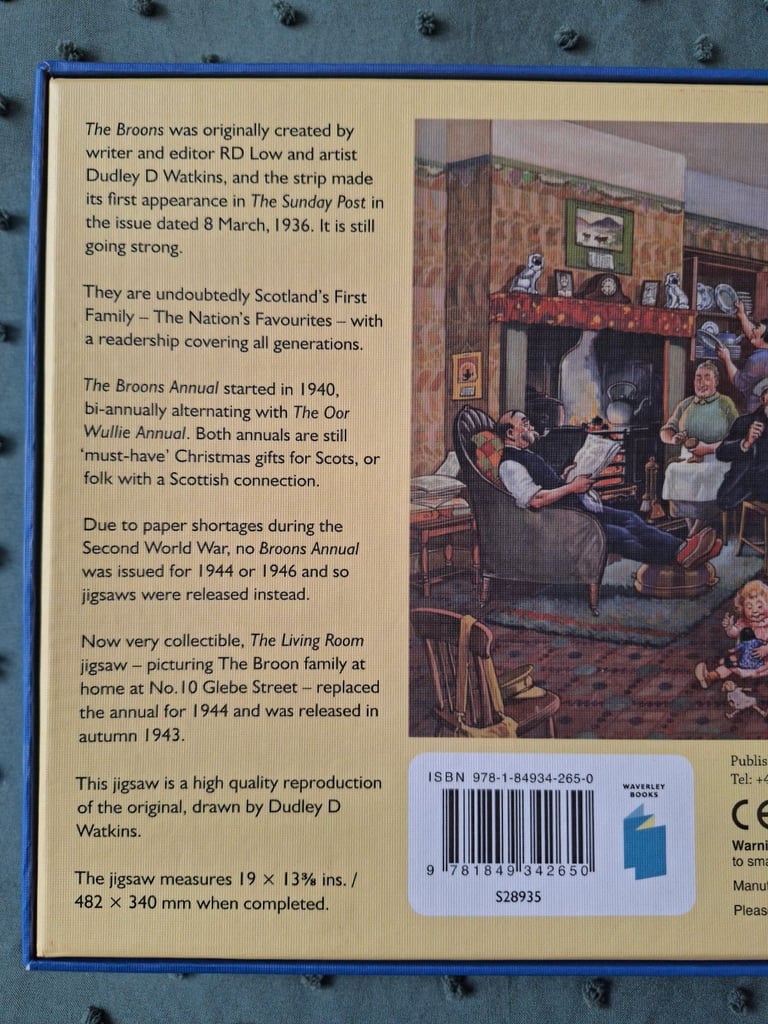 The Broons was originally created by
writer and editor RD Low and artist
Dudley D Watkins, and the strip made
its first appearance in The Sunday Post in
the issue dated 8 March, 1936. It is still
going strong.
They are undoubtedly Scotland's First
Family – The Nation's Favourites – with
a readership covering all generations.
The Broons Annual started in 1940,
bi-annually alternating with The Oor
Wullie Annual. Both annuals are still
'must-have' Christmas gifts for Scots, or
folk with a Scottish connection.
Due to paper shortages during the
Second World War, no Broons Annual
was issued for 1944 or 1946 and so
jigsaws were released instead.
Now very collectible, The Living Room
jigsaw – picturing The Broon family at
home at No.10 Glebe Street – replaced
the annual for 1944 and was released in
autumn 1943.
This jigsaw is a high quality reproduction
of the original, drawn by Dudley D
Watkins.
The jigsaw measures 19 × 13⅜ ins. /
482 × 340 mm when completed.
ISBN 978-1-84934-265-0
9 781849 342650
S28935
WAVERLEY
BOOKS
Publis
Tel: +4
CE
Warni
to sma
Manuf
Please